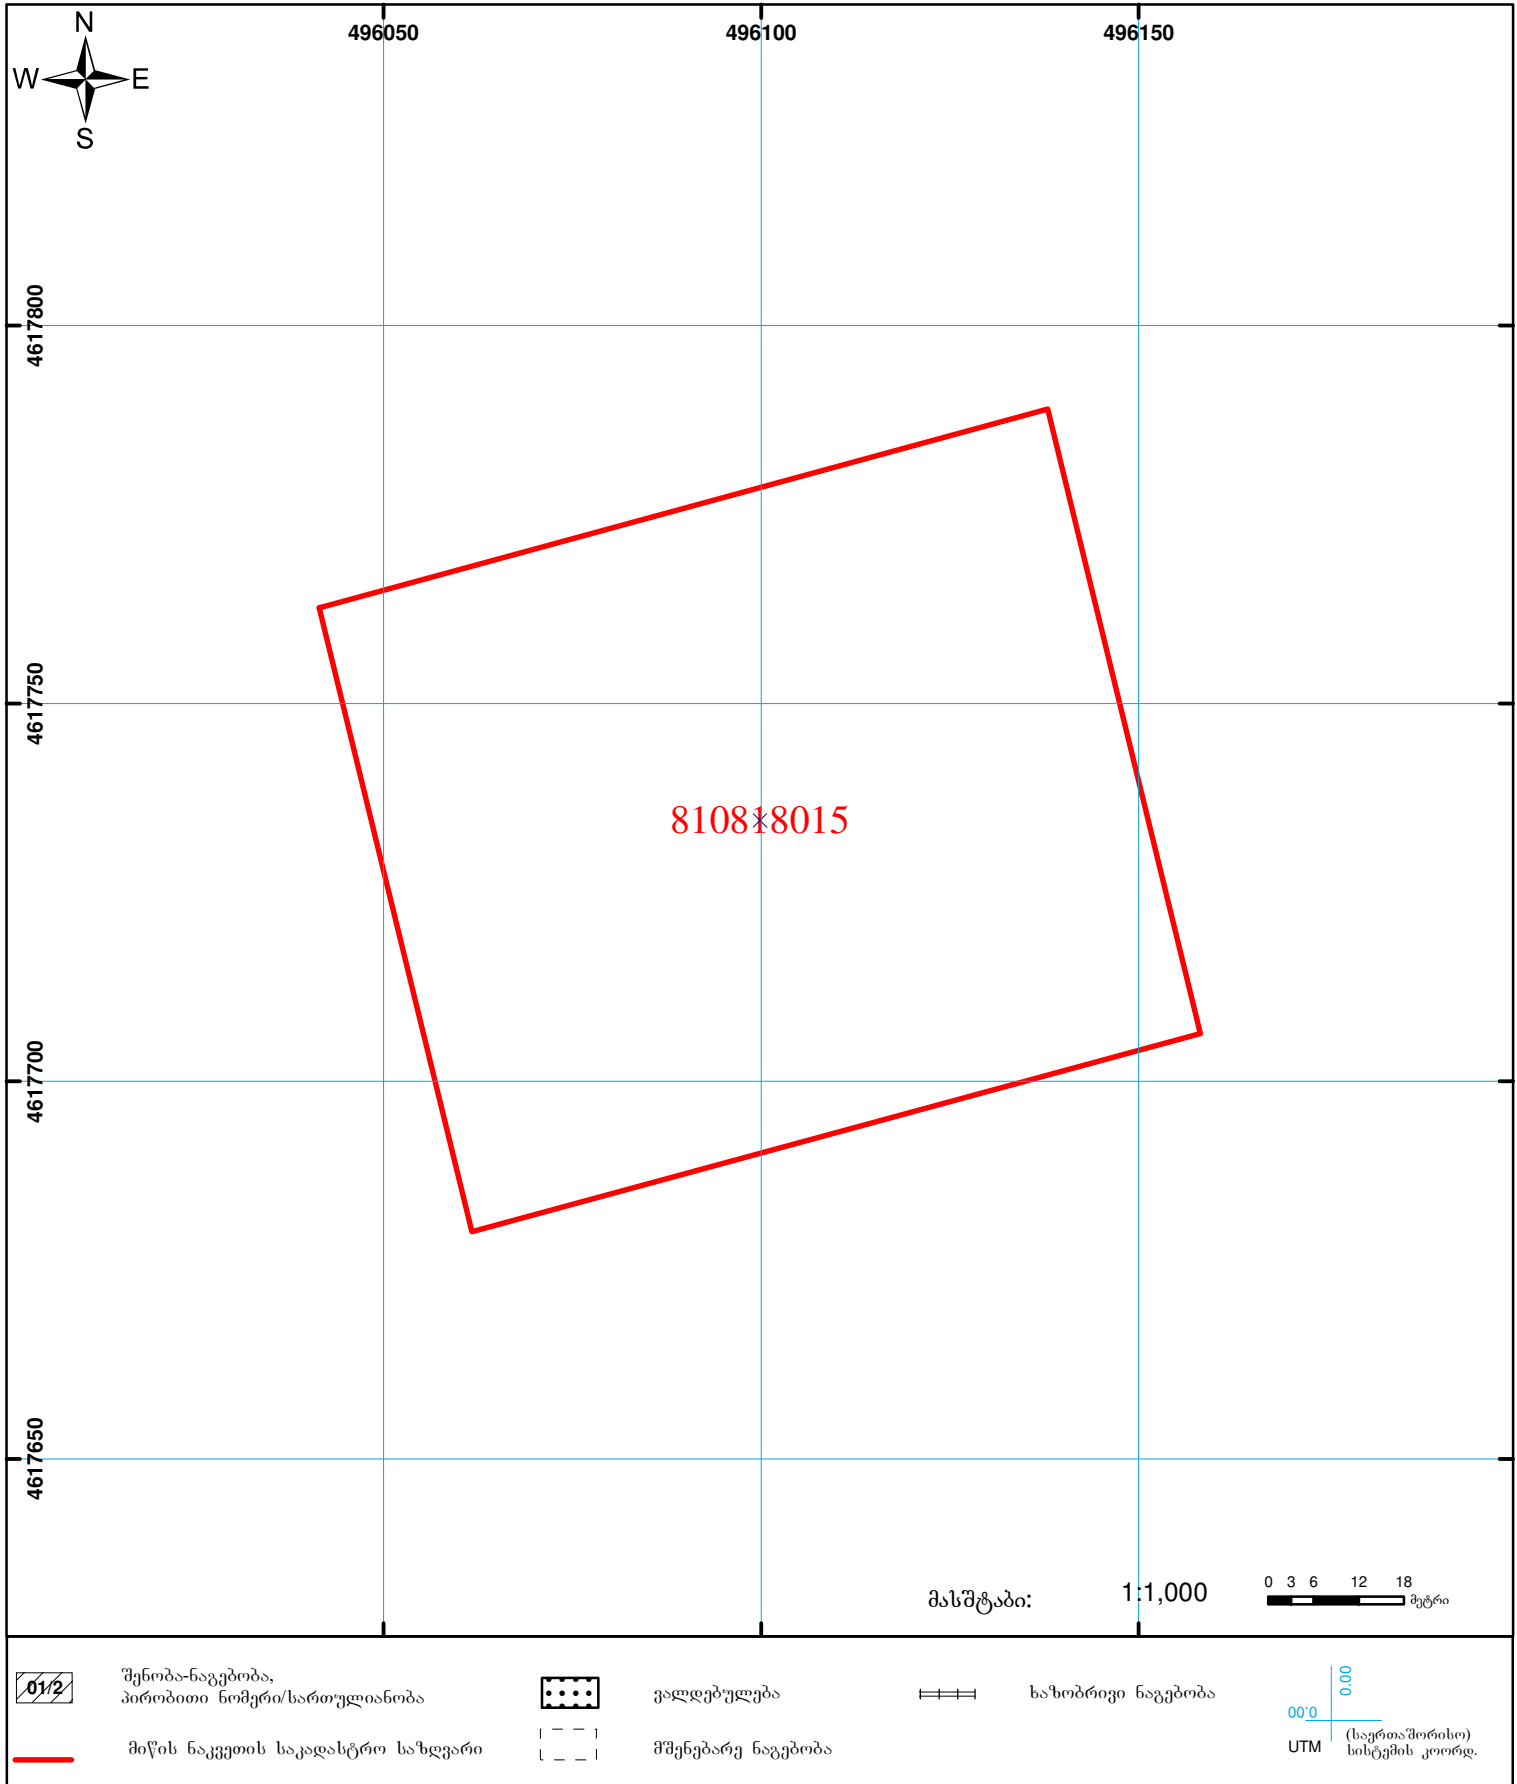 N
W E
S
496050 496100 496150
4617800
4617750
4617700
4617650
810818015
მასშტაბი: 1:1,000
0 3 6 12 18
მეტრი
01/2
შენობა-ნაგებობა,
პირობითი ნომერი/სართულიანობა
ვალდებულება
ხაზობრივი ნაგებობა
მიწის ნაკვეთის საკადასტრო საზღვარი
მშენებარე ნაგებობა
00'0
0.00
UTM
(საერთაშორისო)
სისტემის კოორდ.